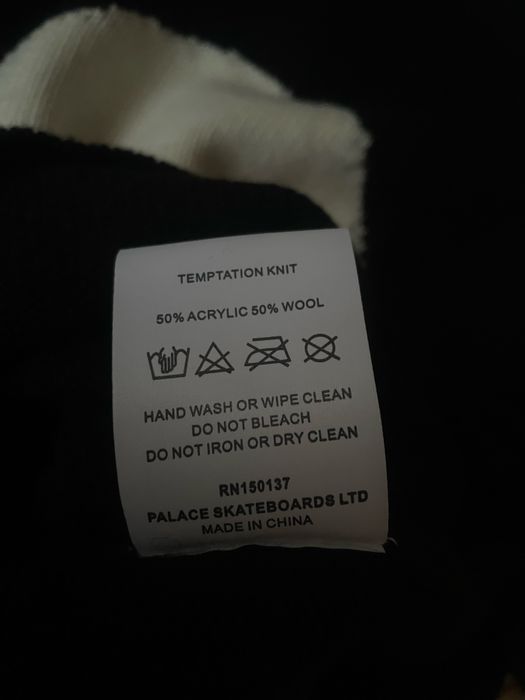 TEMPTATION KNIT
50% ACRYLIC 50% WOOL
HAND WASH OR WIPE CLEAN
DO NOT BLEACH
DO NOT IRON OR DRY CLEAN
RN150137
PALACE SKATEBOARDS LTD
MADE IN CHINA